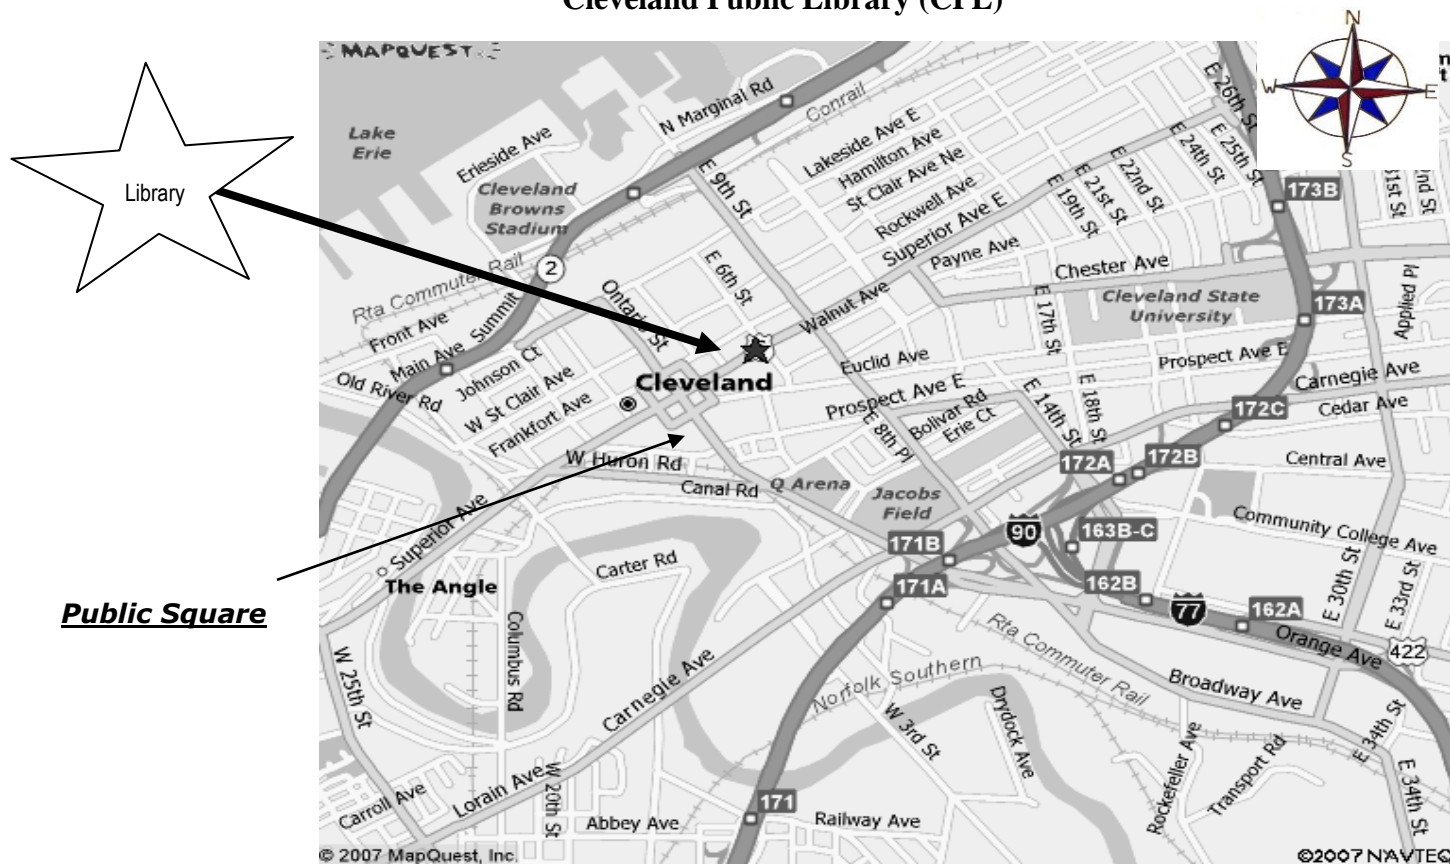 Cleveland Public Library (CPL)
N
W
E
S
MAPQUEST
Lake
Erie
Erieside Ave
N Marginal Rd
Conrail
E 26th St
Lakeside Ave E
Hamilton Ave
St Clair Ave Ne
Rockwell Ave
Superior Ave E
E 24th St
E 25th St
E 22nd St
E 21st St
E 19th St
173B
Library
Cleveland
Browns
Stadium
E 9th St
E 6th St
Payne Ave
Chester Ave
Rta Commuter Rail
2
Summit
Front Ave
Ontario St
Walnut Ave
E 17th St
Cleveland State
University
173A
Applied Pl
Main Ave
Johnson Ct
Old River Rd
W St Clair Ave
Frankfort Ave
Cleveland
Euclid Ave
Prospect Ave E
Prospect Ave E
Carnegie Ave
Cedar Ave
172C
E 14th St
E 18th St
Bolivar Rd
Erie Ct
E 8th Pl
172A
172B
Central Ave
W Huron Rd
Canal Rd
Q Arena
Jacobs
Field
Superior Ave
90
163B-C
Community College Ave
171B
171A
162B
77
162A
E 30th St
E 33rd St
The Angle
Carter Rd
Public Square
Columbus Rd
W 25th St
Carnegie Ave
Norfolk Southern
Rta Commuter Rail
Orange Ave
422
Broadway Ave
W 3rd St
Drydock Ave
Rockefeller Ave
Transport Rd
E 34th St
E 34th St
Carroll Ave
Lorain Ave
W 20th St
Abbey Ave
171
Railway Ave
© 2007 MapQuest, Inc.
©2007 NAVTEQ